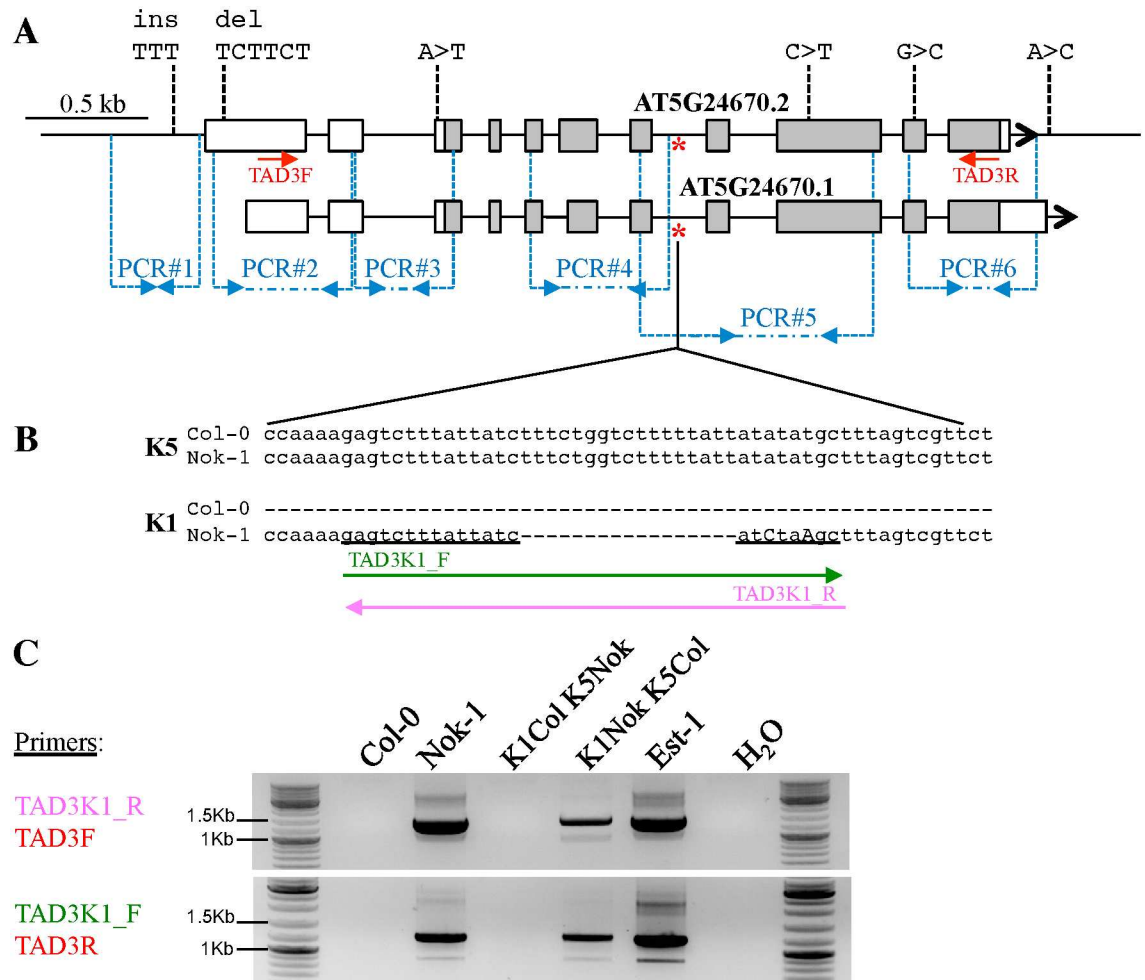 A
ins del
TTT TCTTCT A>T C>T G>C A>C
0.5 kb
AT5G24670.2
*
TAD3F TAD3R
AT5G24670.1
*
PCR#1 PCR#2 PCR#3 PCR#4 PCR#6
PCR#5
B
K5
Col-0 ccaaaagagtctttattatctttctggtctttttattatatatgctttagtcgttct
Nok-1 ccaaaagagtctttattatctttctggtctttttattatatatgctttagtcgttct
K1
Col-0 ---------------------------------------------------------
Nok-1 ccaaaagagtctttattatc-----------------atCtaAgctttagtcgttct
TAD3K1_F
TAD3K1_R
C
Primers:
Col-0 Nok-1 K1Col K5Nok K1Nok K5Col Est-1 H₂O
TAD3K1_R
TAD3F
1.5Kb
1Kb
TAD3K1_F
TAD3R
1.5Kb
1Kb